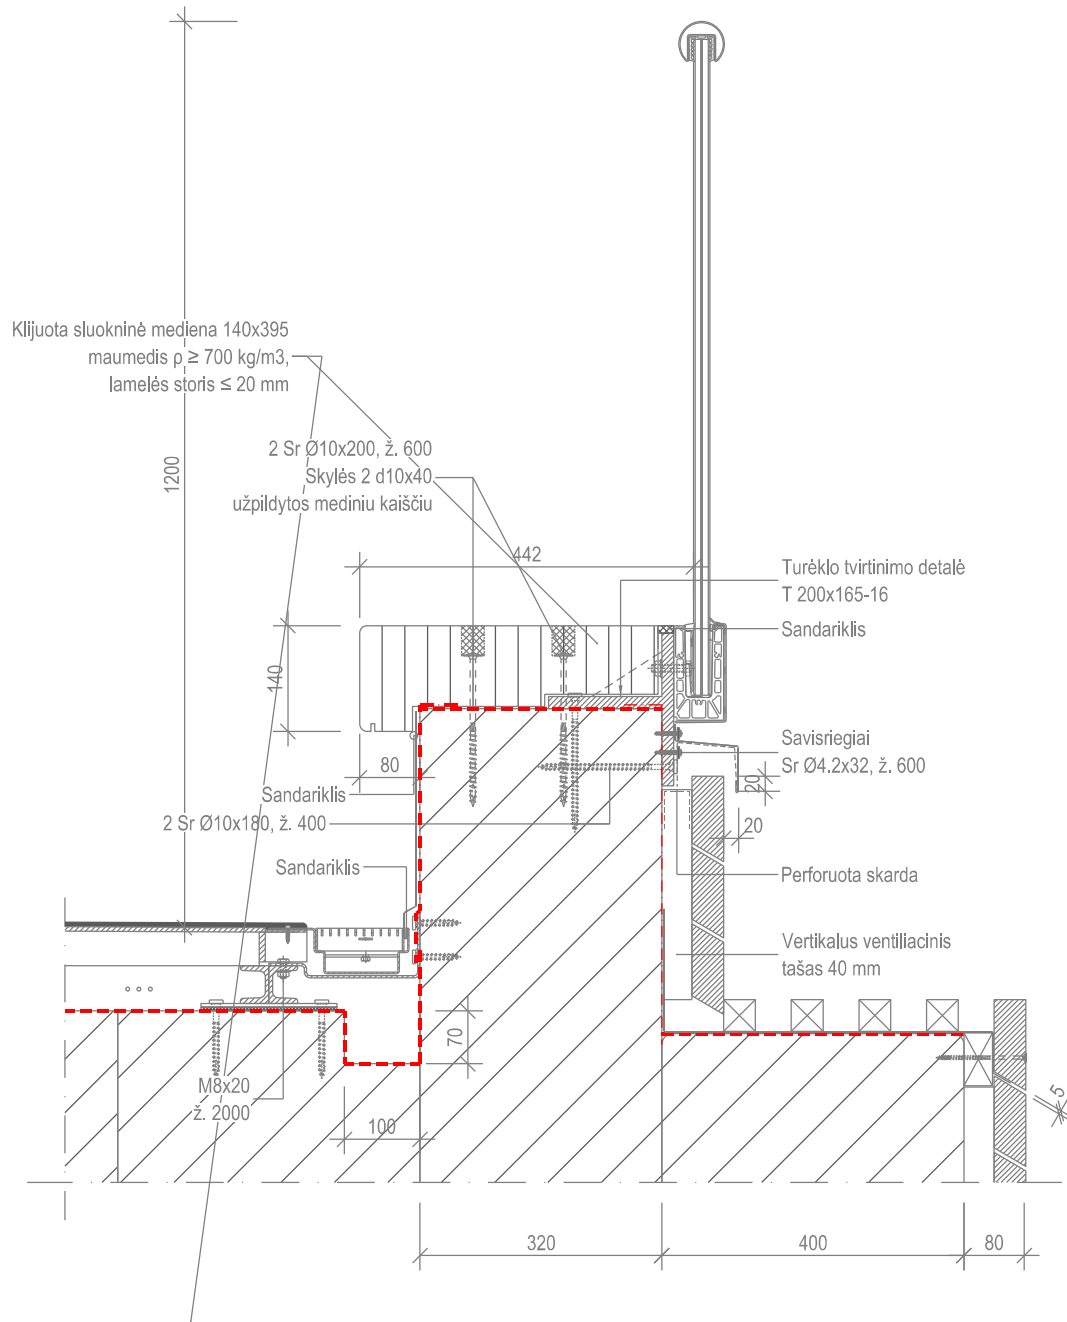 1200
Klijuota sluoksninė mediena 140x395
maumedis ρ ≥ 700 kg/m3,
lamelės storis ≤ 20 mm
2 Sr Ø10x200, ž. 600
Skylės 2 d10x40
užpildytos mediniu kaiščiu
442
Turėklo tvirtinimo detalė
T 200x165-16
Sandariklis
140
Savisriegiai
Sr Ø4.2x32, ž. 600
80
20
Sandariklis
2 Sr Ø10x180, ž. 400
20
Sandariklis
Perforuota skarda
Vertikalus ventiliacinis
tašas 40 mm
70
M8x20
ž. 2000
100
5
320
400
80